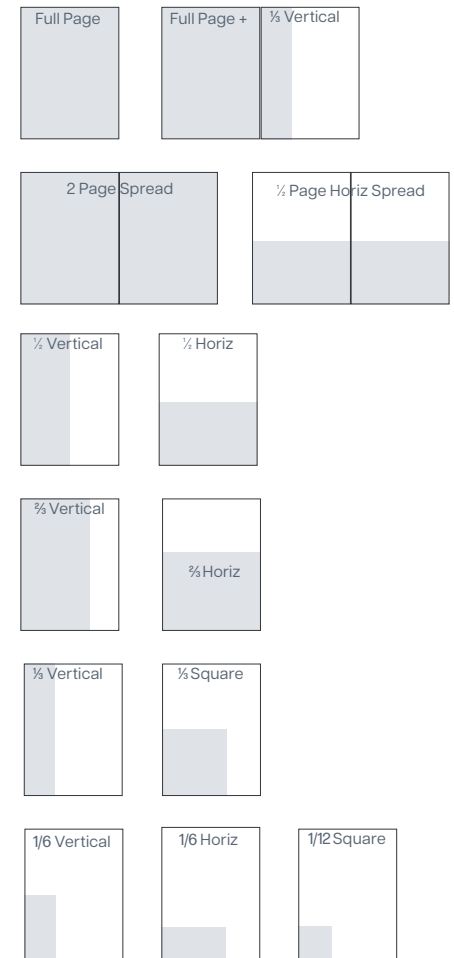 Full Page
Full Page +
⅓ Vertical
2 Page Spread
½ Page Horiz Spread
½ Vertical
½ Horiz
⅔ Vertical
⅔ Horiz
⅓ Vertical
⅓ Square
1/6 Vertical
1/6 Horiz
1/12 Square